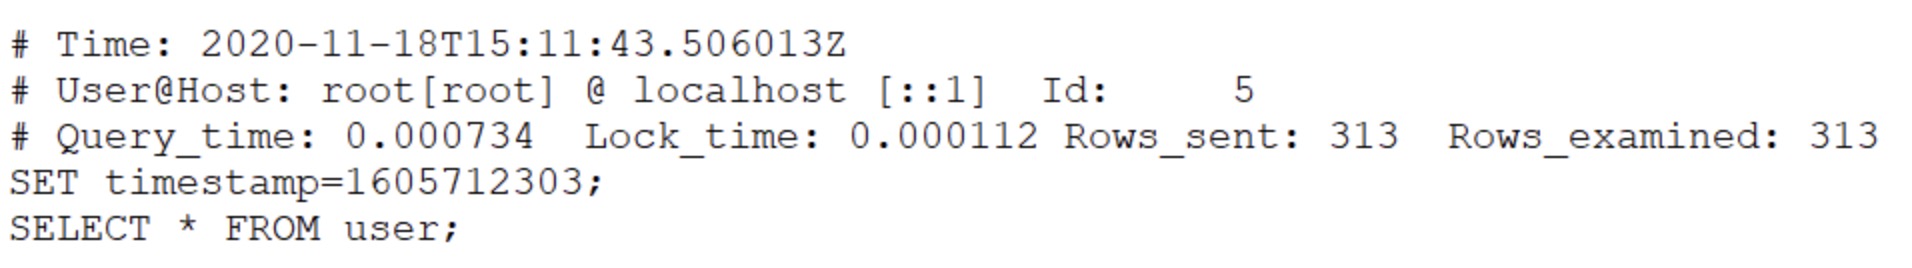 # Time: 2020-11-18T15:11:43.506013Z
# User@Host: root[root] @ localhost [::1]  Id:     5
# Query_time: 0.000734  Lock_time: 0.000112 Rows_sent: 313  Rows_examined: 313
SET timestamp=1605712303;
SELECT * FROM user;